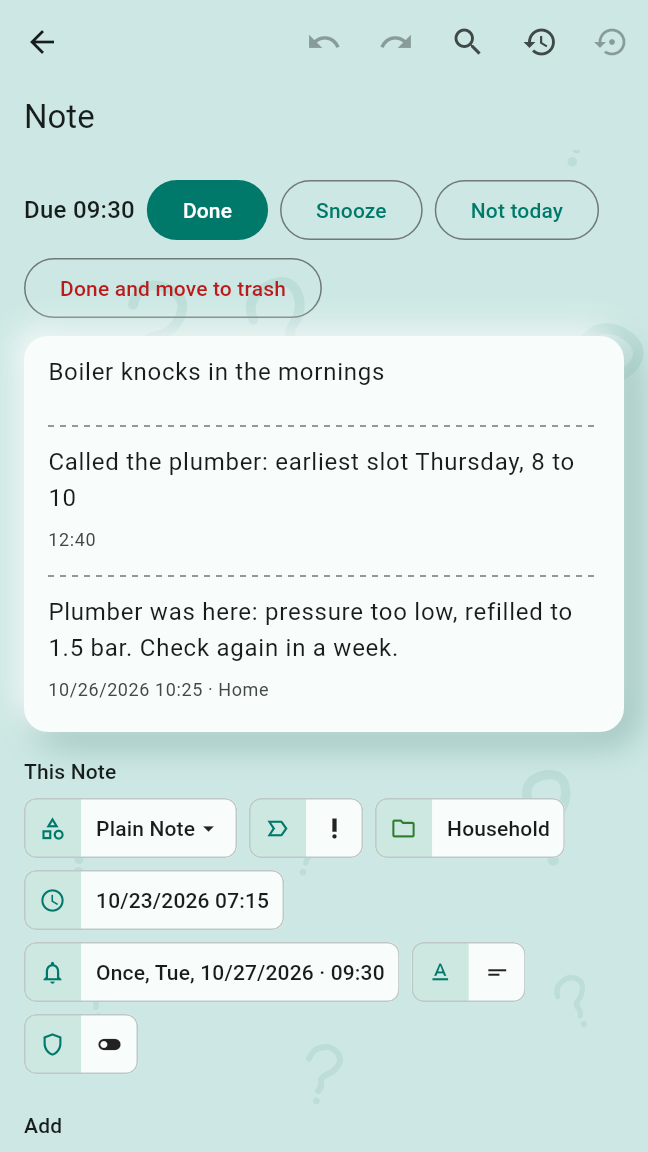 Note
Due 09:30
Done
Snooze
Not today
Done and move to trash
Boiler knocks in the mornings
Called the plumber: earliest slot Thursday, 8 to
10
12:40
Plumber was here: pressure too low, refilled to
1.5 bar. Check again in a week.
10/26/2026 10:25 · Home
This Note
Plain Note
Household
10/23/2026 07:15
Once, Tue, 10/27/2026 · 09:30
Add